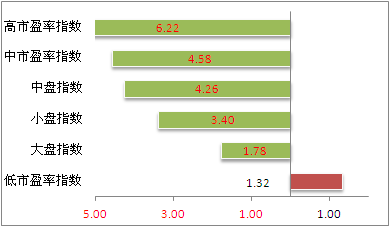 高市盈率指数 6.22
中市盈率指数 4.58
中盘指数 4.26
小盘指数 3.40
大盘指数 1.78
低市盈率指数 1.32
5.00 3.00 1.00 1.00